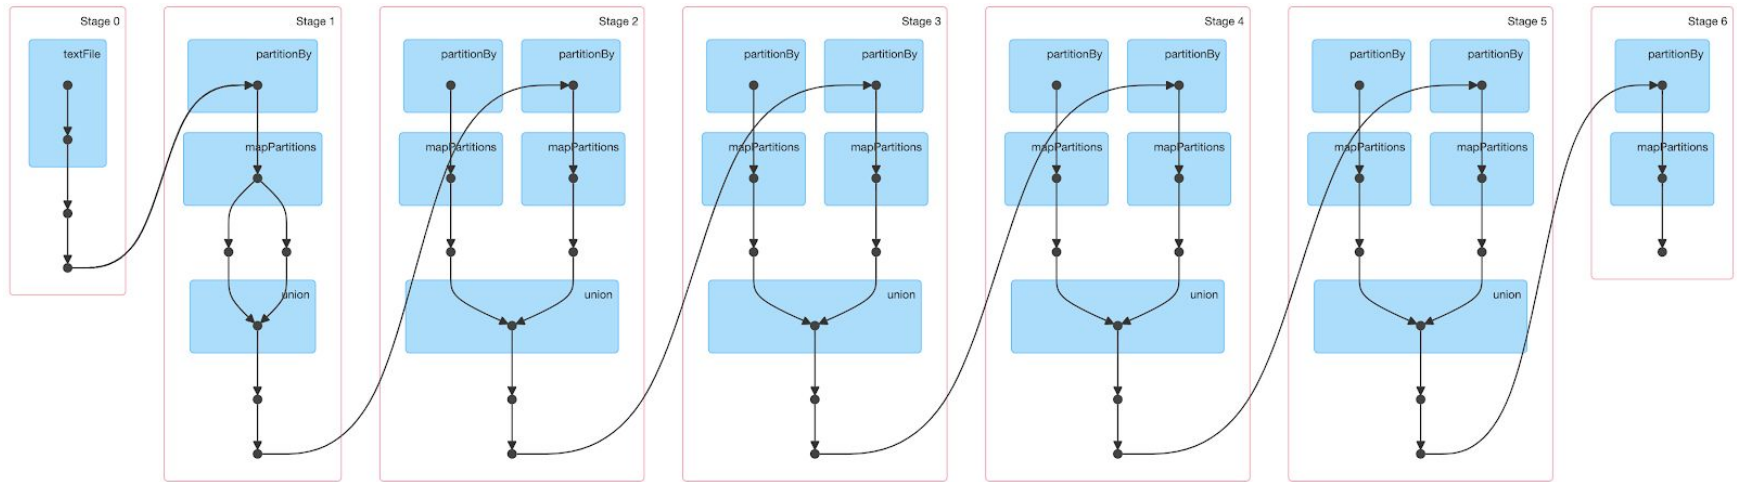 Stage 0
textFile
Stage 1
partitionBy
mapPartitions
union
Stage 2
partitionBy
partitionBy
mapPartitions
mapPartitions
union
Stage 3
partitionBy
partitionBy
mapPartitions
mapPartitions
union
Stage 4
partitionBy
partitionBy
mapPartitions
mapPartitions
union
Stage 5
partitionBy
partitionBy
mapPartitions
mapPartitions
union
Stage 6
partitionBy
mapPartitions